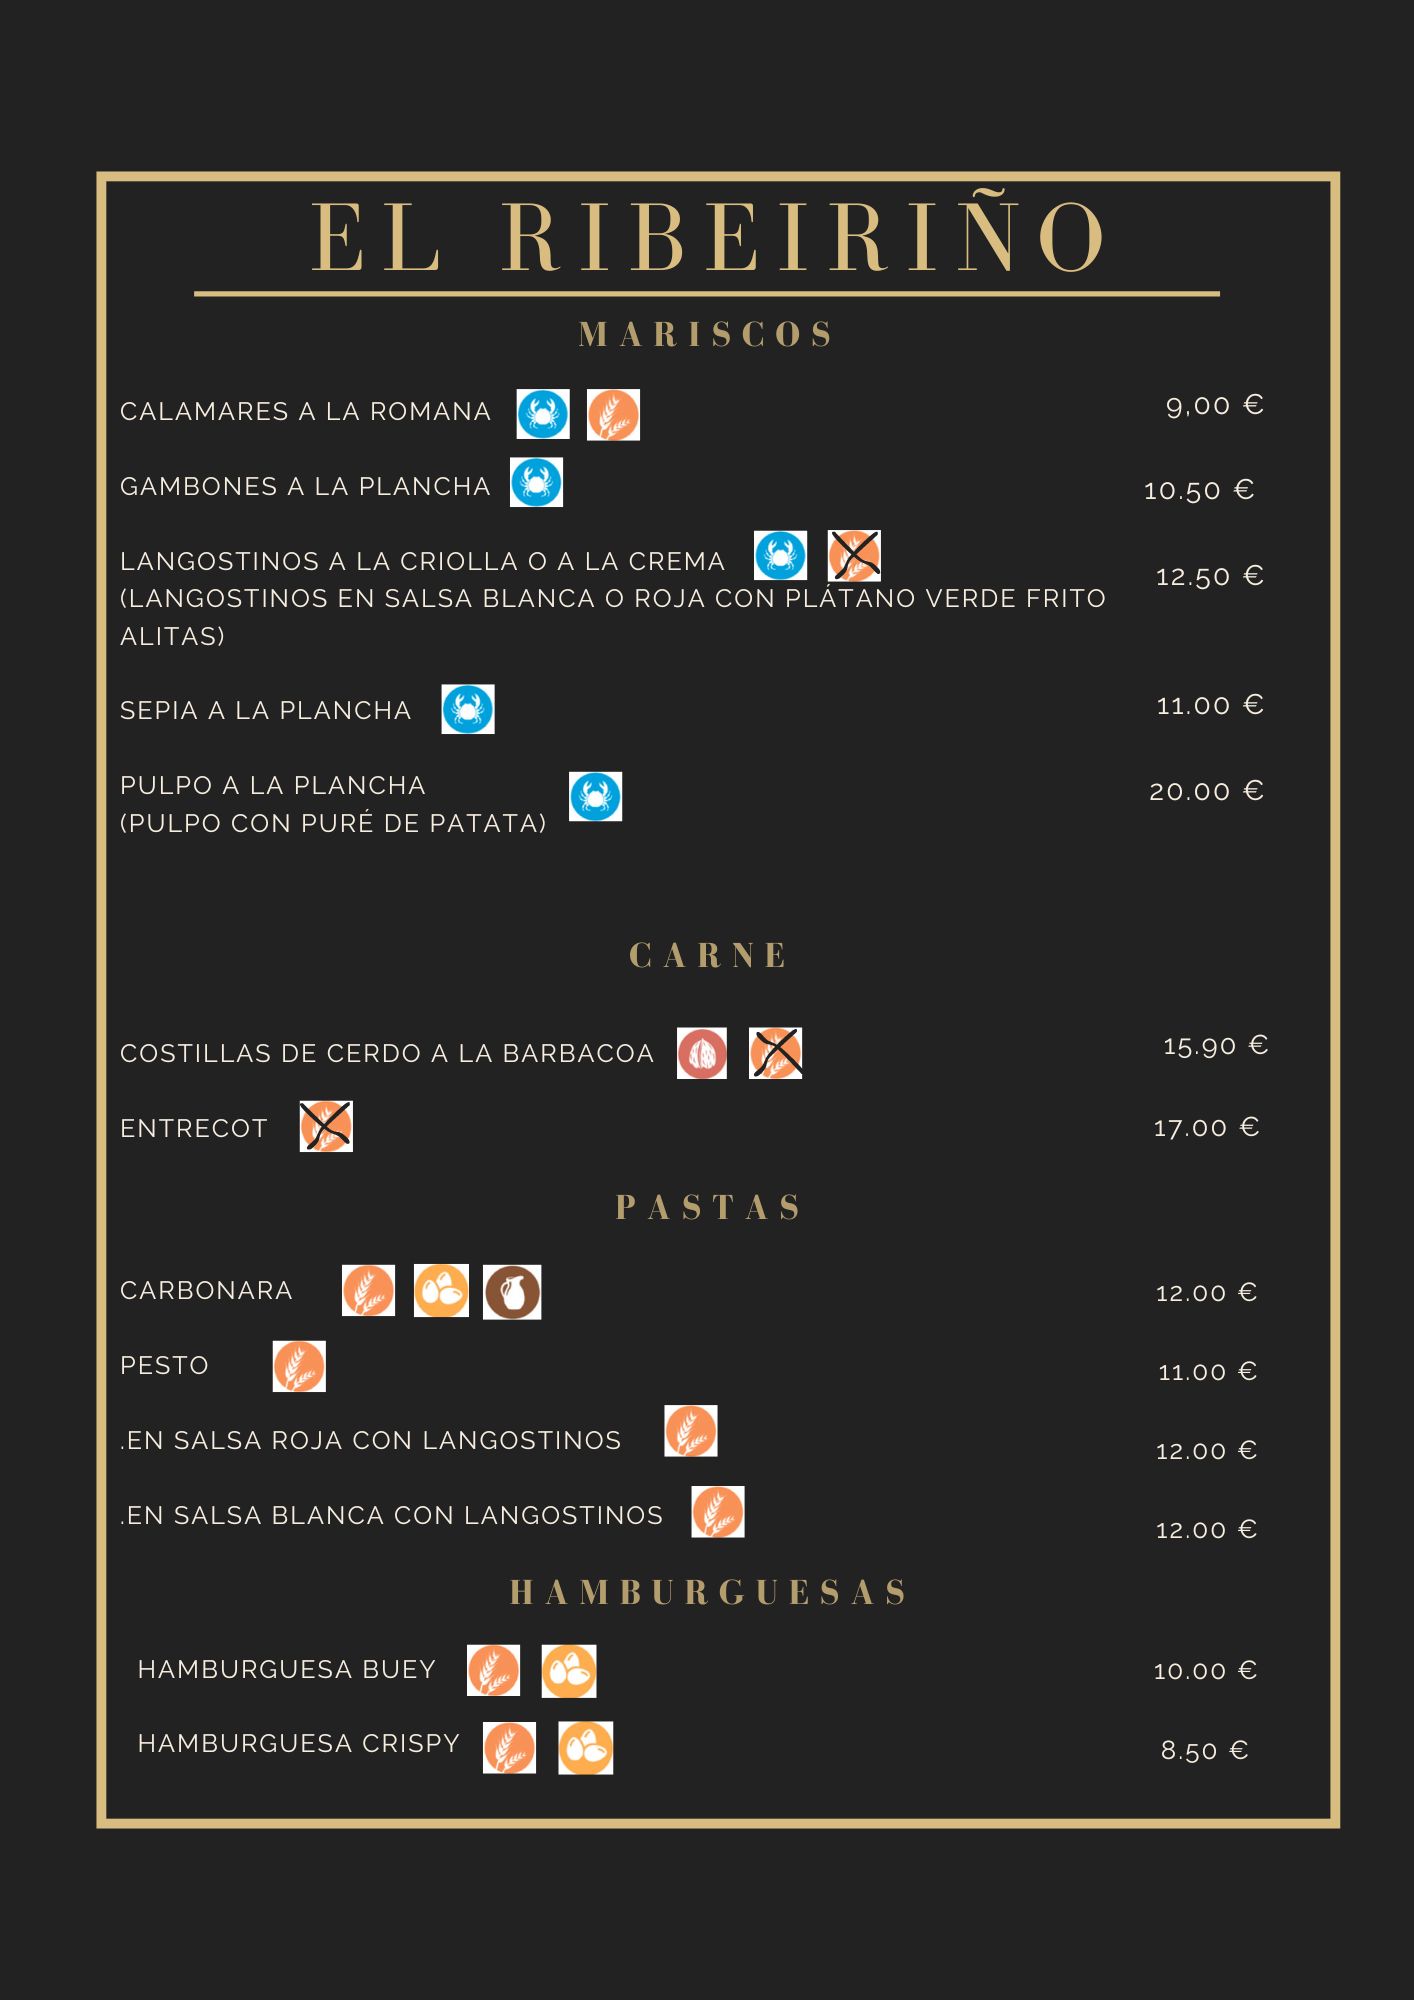 EL RIBEIRIÑO
MARISCOS
CALAMARES A LA ROMANA 9,00 €
GAMBONES A LA PLANCHA 10.50 €
LANGOSTINOS A LA CRIOLLA O A LA CREMA 12.50 €
(LANGOSTINOS EN SALSA BLANCA O ROJA CON PLÁTANO VERDE FRITO
ALITAS)
SEPIA A LA PLANCHA 11.00 €
PULPO A LA PLANCHA 20.00 €
(PULPO CON PURÉ DE PATATA)
CARNE
COSTILLAS DE CERDO A LA BARBACOA 15.90 €
ENTRECOT 17.00 €
PASTAS
CARBONARA 12.00 €
PESTO 11.00 €
.EN SALSA ROJA CON LANGOSTINOS 12.00 €
.EN SALSA BLANCA CON LANGOSTINOS 12.00 €
HAMBURGUESAS
HAMBURGUESA BUEY 10.00 €
HAMBURGUESA CRISPY 8.50 €